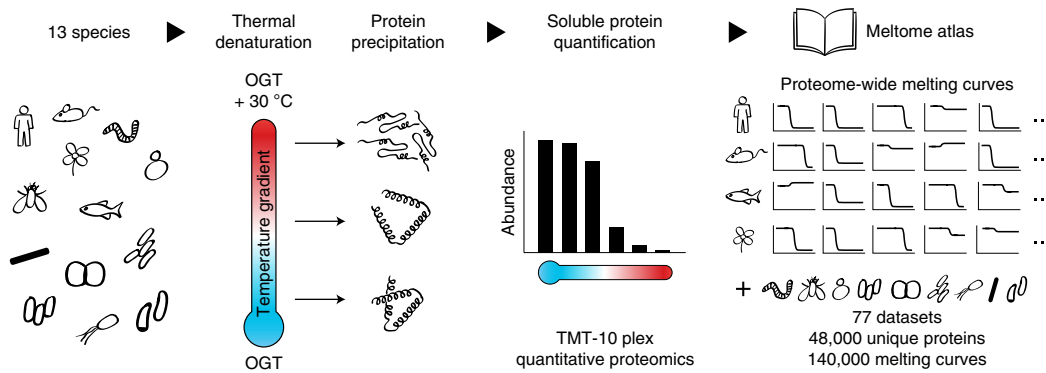 13 species
Thermal
denaturation
Protein
precipitation
Soluble protein
quantification
Meltome atlas
OGT
+ 30 °C
Temperature gradient
OGT
Abundance
TMT-10 plex
quantitative proteomics
Proteome-wide melting curves
..
..
..
..
+
77 datasets
48,000 unique proteins
140,000 melting curves